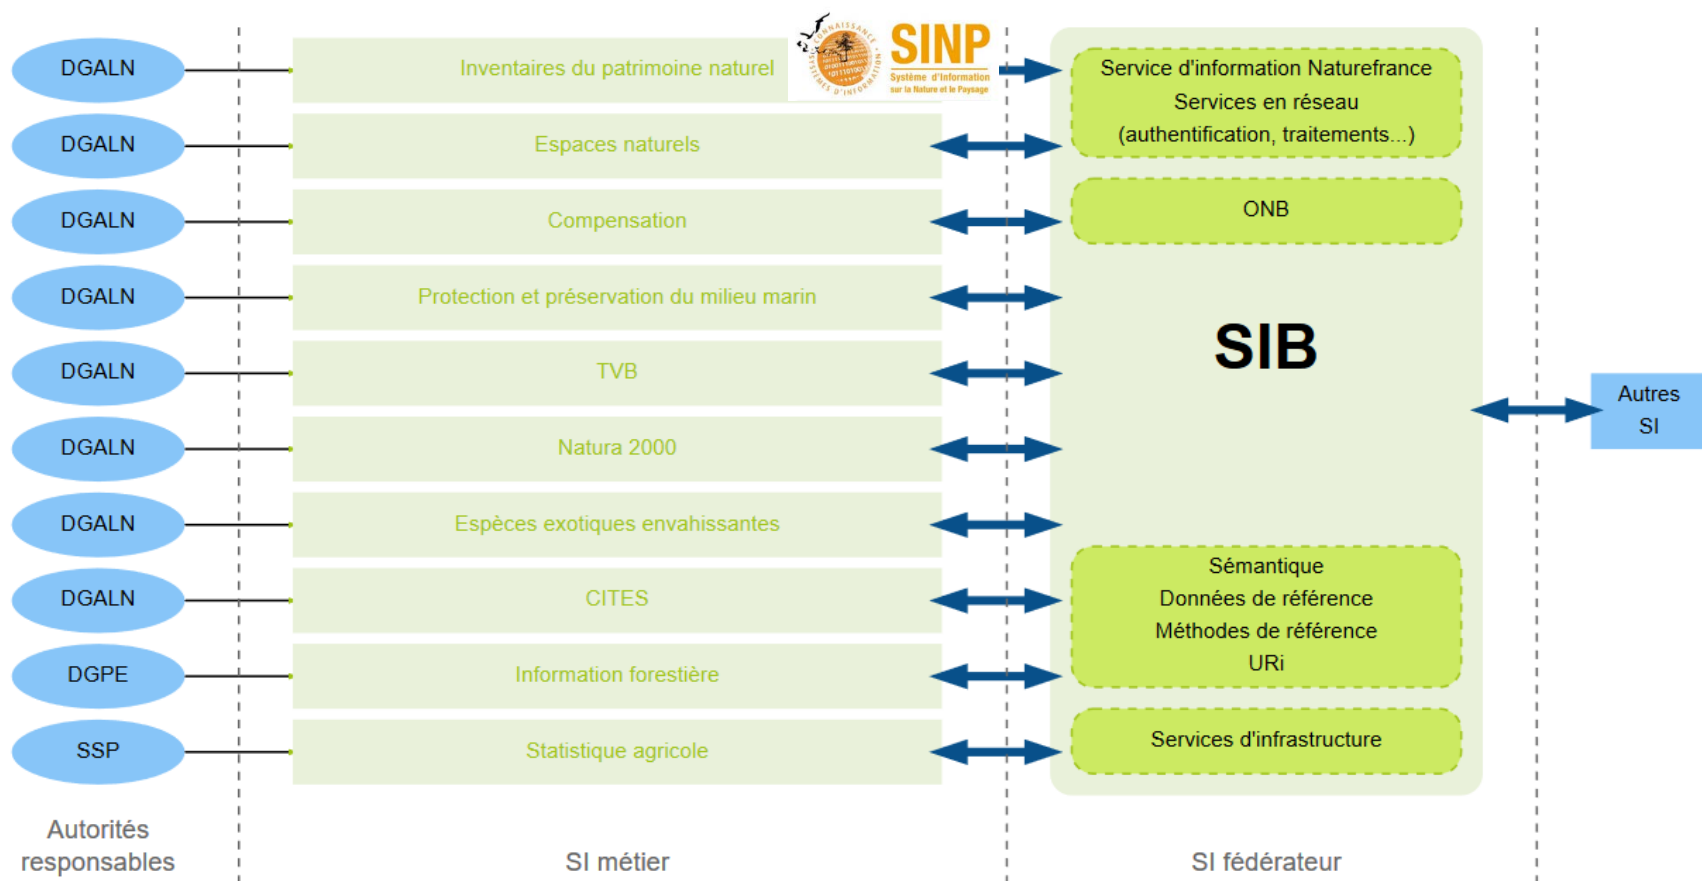 DGALN
Inventaires du patrimoine naturel
CONNAISSANCE
SYSTÈMES D'INFORMATION
SINP
Système d'Information
sur la Nature et le Paysage
Service d'information Naturefrance
Services en réseau
(authentification, traitements...)
DGALN
Espaces naturels
DGALN
Compensation
ONB
DGALN
Protection et préservation du milieu marin
SIB
DGALN
TVB
Autres
SI
DGALN
Natura 2000
DGALN
Espèces exotiques envahissantes
DGALN
CITES
Sémantique
Données de référence
Méthodes de référence
URi
DGPE
Information forestière
SSP
Statistique agricole
Services d'infrastructure
Autorités
responsables
SI métier
SI fédérateur